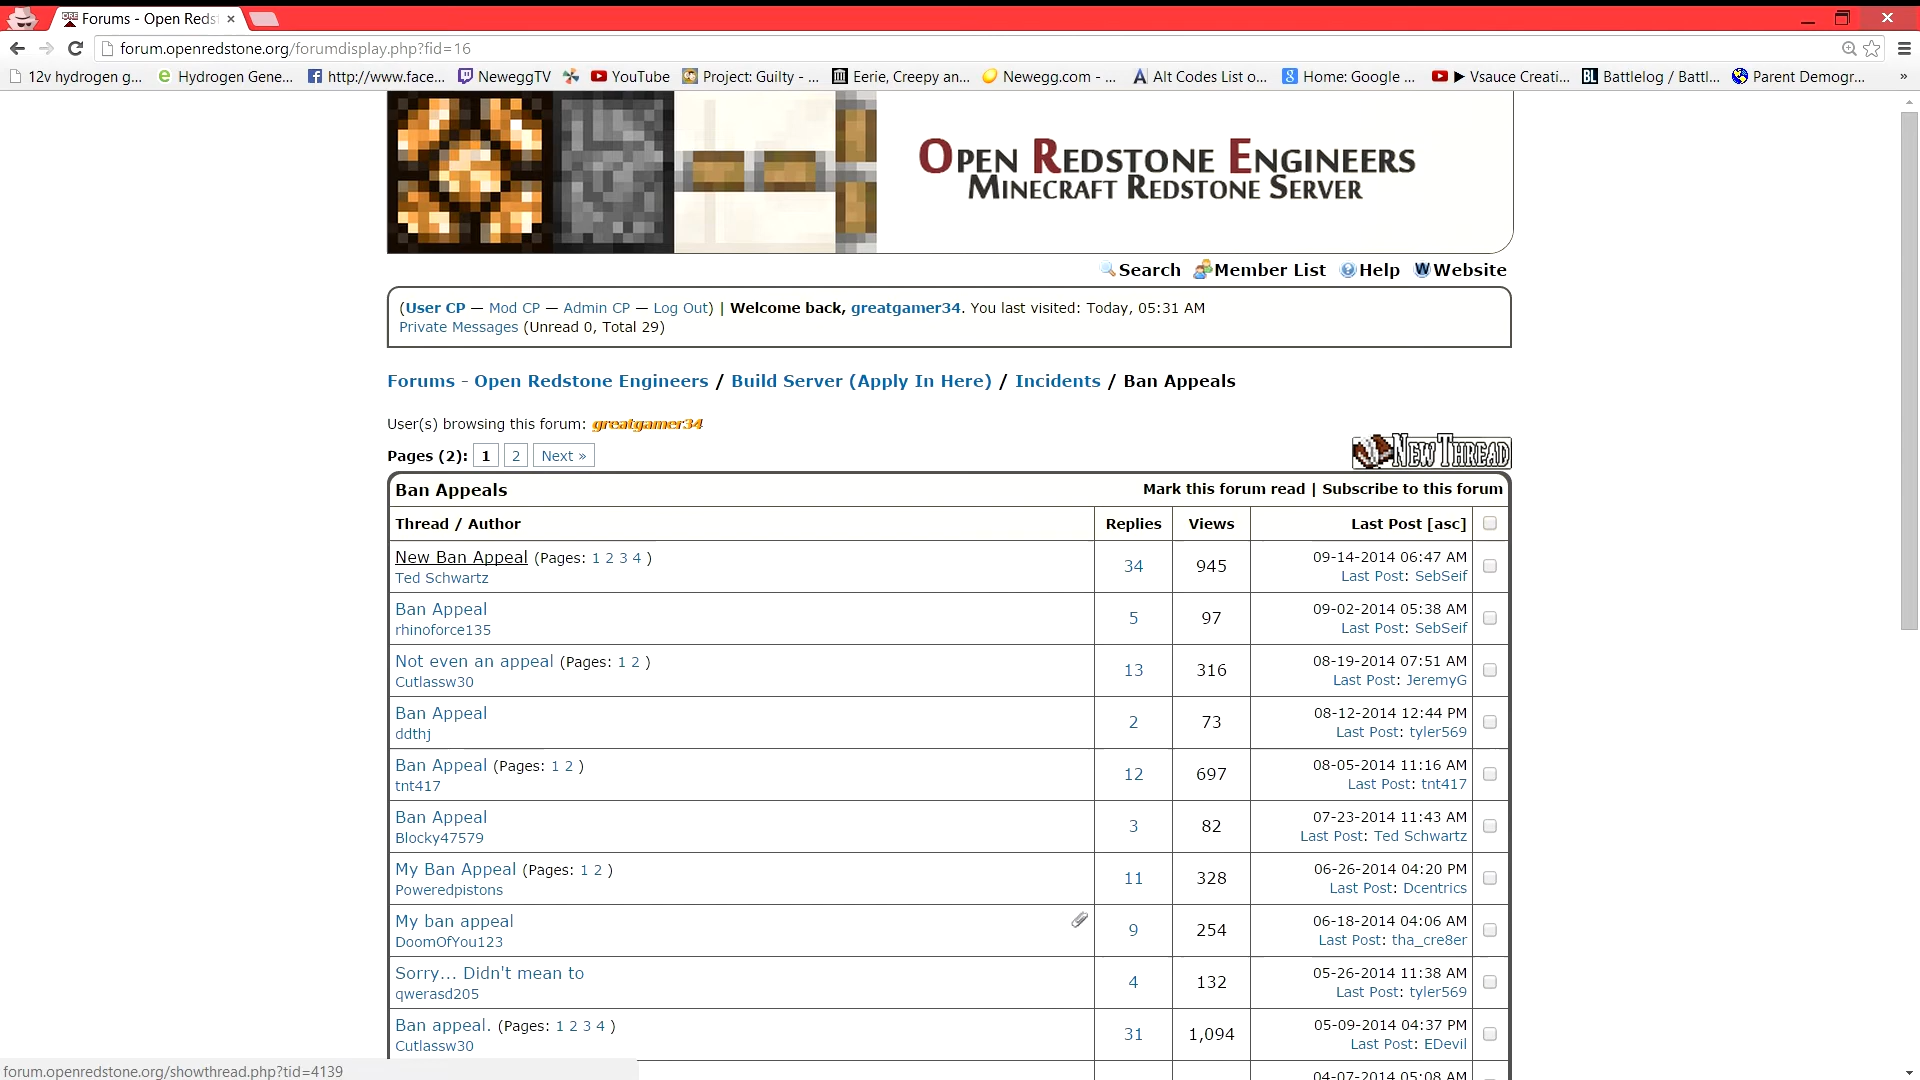 Forums - Open Reds
forum.openredstone.org/forumdisplay.php?fid=16
12v hydrogen g... Hydrogen Gene... http://www.face... NeweggTV YouTube Project: Guilty - ... Eerie, Creepy an... Newegg.com - ... Alt Codes List o... Home: Google ... ▶ Vsauce Creati... Battlelog / Battl... Parent Demogr... »
OPEN REDSTONE ENGINEERS
MINECRAFT REDSTONE SERVER
Search Member List Help Website
(User CP — Mod CP — Admin CP — Log Out) | Welcome back, greatgamer34. You last visited: Today, 05:31 AM
Private Messages (Unread 0, Total 29)
Forums - Open Redstone Engineers / Build Server (Apply In Here) / Incidents / Ban Appeals
User(s) browsing this forum: greatgamer34
Pages (2): 1 2 Next »
NEW THREAD
Ban Appeals Mark this forum read | Subscribe to this forum
Thread / Author Replies Views Last Post [asc]
New Ban Appeal (Pages: 1 2 3 4 ) 34 945 09-14-2014 06:47 AM
Ted Schwartz Last Post: SebSeif
Ban Appeal 5 97 09-02-2014 05:38 AM
rhinoforce135 Last Post: SebSeif
Not even an appeal (Pages: 1 2 ) 13 316 08-19-2014 07:51 AM
Cutlassw30 Last Post: JeremyG
Ban Appeal 2 73 08-12-2014 12:44 PM
ddthj Last Post: tyler569
Ban Appeal (Pages: 1 2 ) 12 697 08-05-2014 11:16 AM
tnt417 Last Post: tnt417
Ban Appeal 3 82 07-23-2014 11:43 AM
Blocky47579 Last Post: Ted Schwartz
My Ban Appeal (Pages: 1 2 ) 11 328 06-26-2014 04:20 PM
Poweredpistons Last Post: Dcentrics
My ban appeal 9 254 06-18-2014 04:06 AM
DoomOfYou123 Last Post: tha_cre8er
Sorry... Didn't mean to 4 132 05-26-2014 11:38 AM
qwerasd205 Last Post: tyler569
Ban appeal. (Pages: 1 2 3 4 ) 31 1,094 05-09-2014 04:37 PM
Cutlassw30 Last Post: EDevil
04-07-2014 05:08 AM
forum.openredstone.org/showthread.php?tid=4139